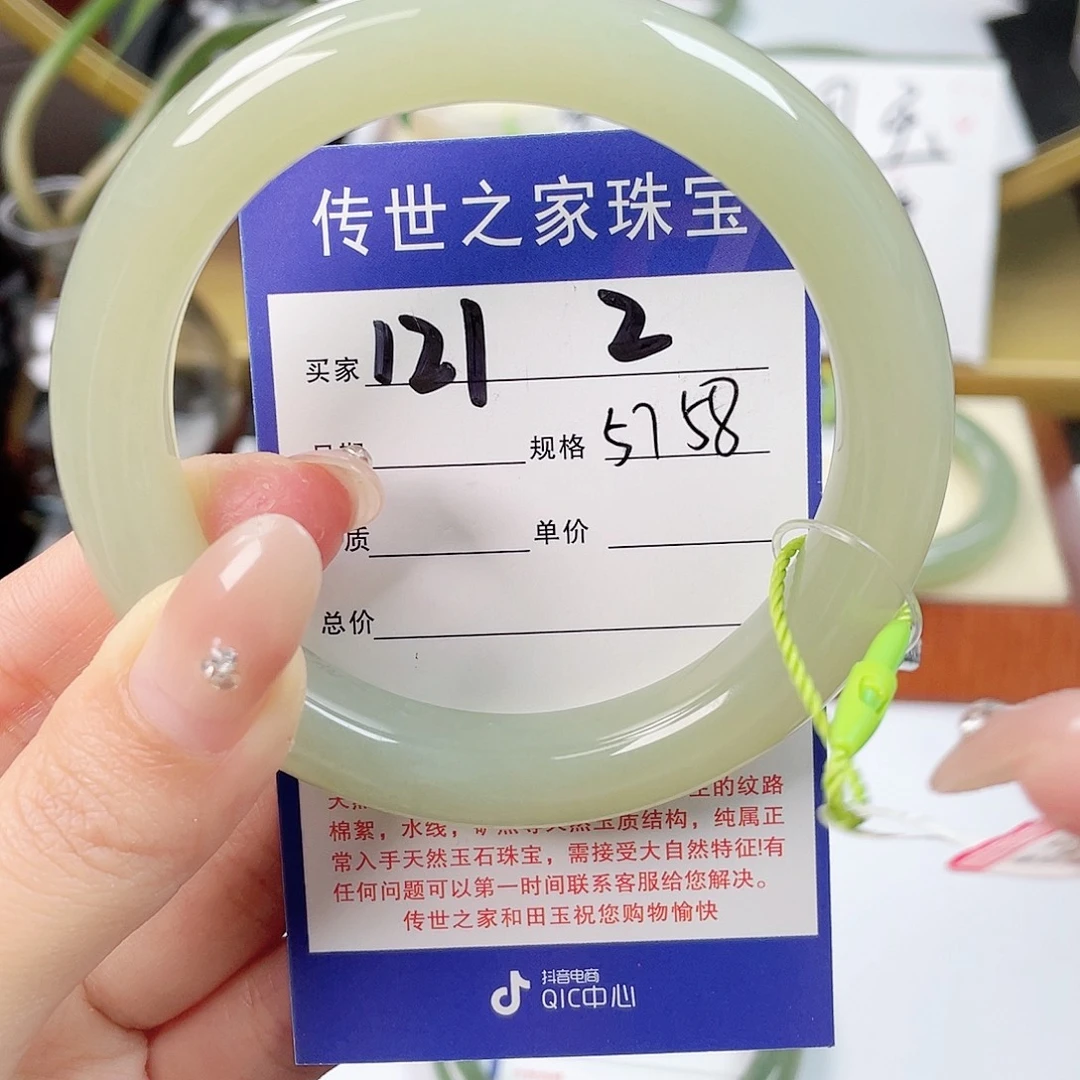 传世之家珠宝
买家 121 2
规格 57 58
质 单价
总价
的纹路
棉絮,水线,天然玉质结构,纯属正
常入手天然玉石珠宝,需接受大自然特征!有
任何问题可以第一时间联系客服给您解决。
传世之家和田玉祝您购物愉快
抖音电商
QIC中心